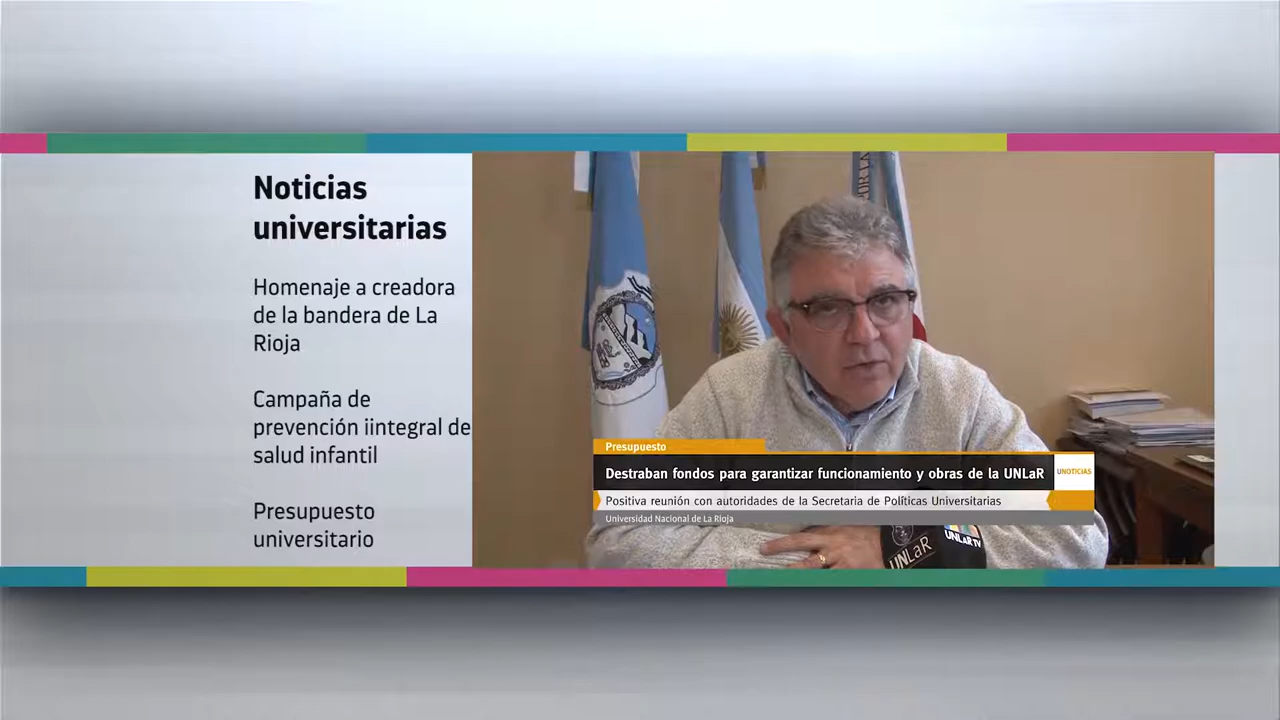 Noticias
universitarias
Homenaje a creadora
de la bandera de La
Rioja
Campaña de
prevención iintegral de
salud infantil
Presupuesto
universitario
Presupuesto
Destraban fondos para garantizar funcionamiento y obras de la UNLaR
UNOTICIAS
Positiva reunión con autoridades de la Secretaria de Políticas Universitarias
Universidad Nacional de La Rioja
UNLaR
UNLaR TV